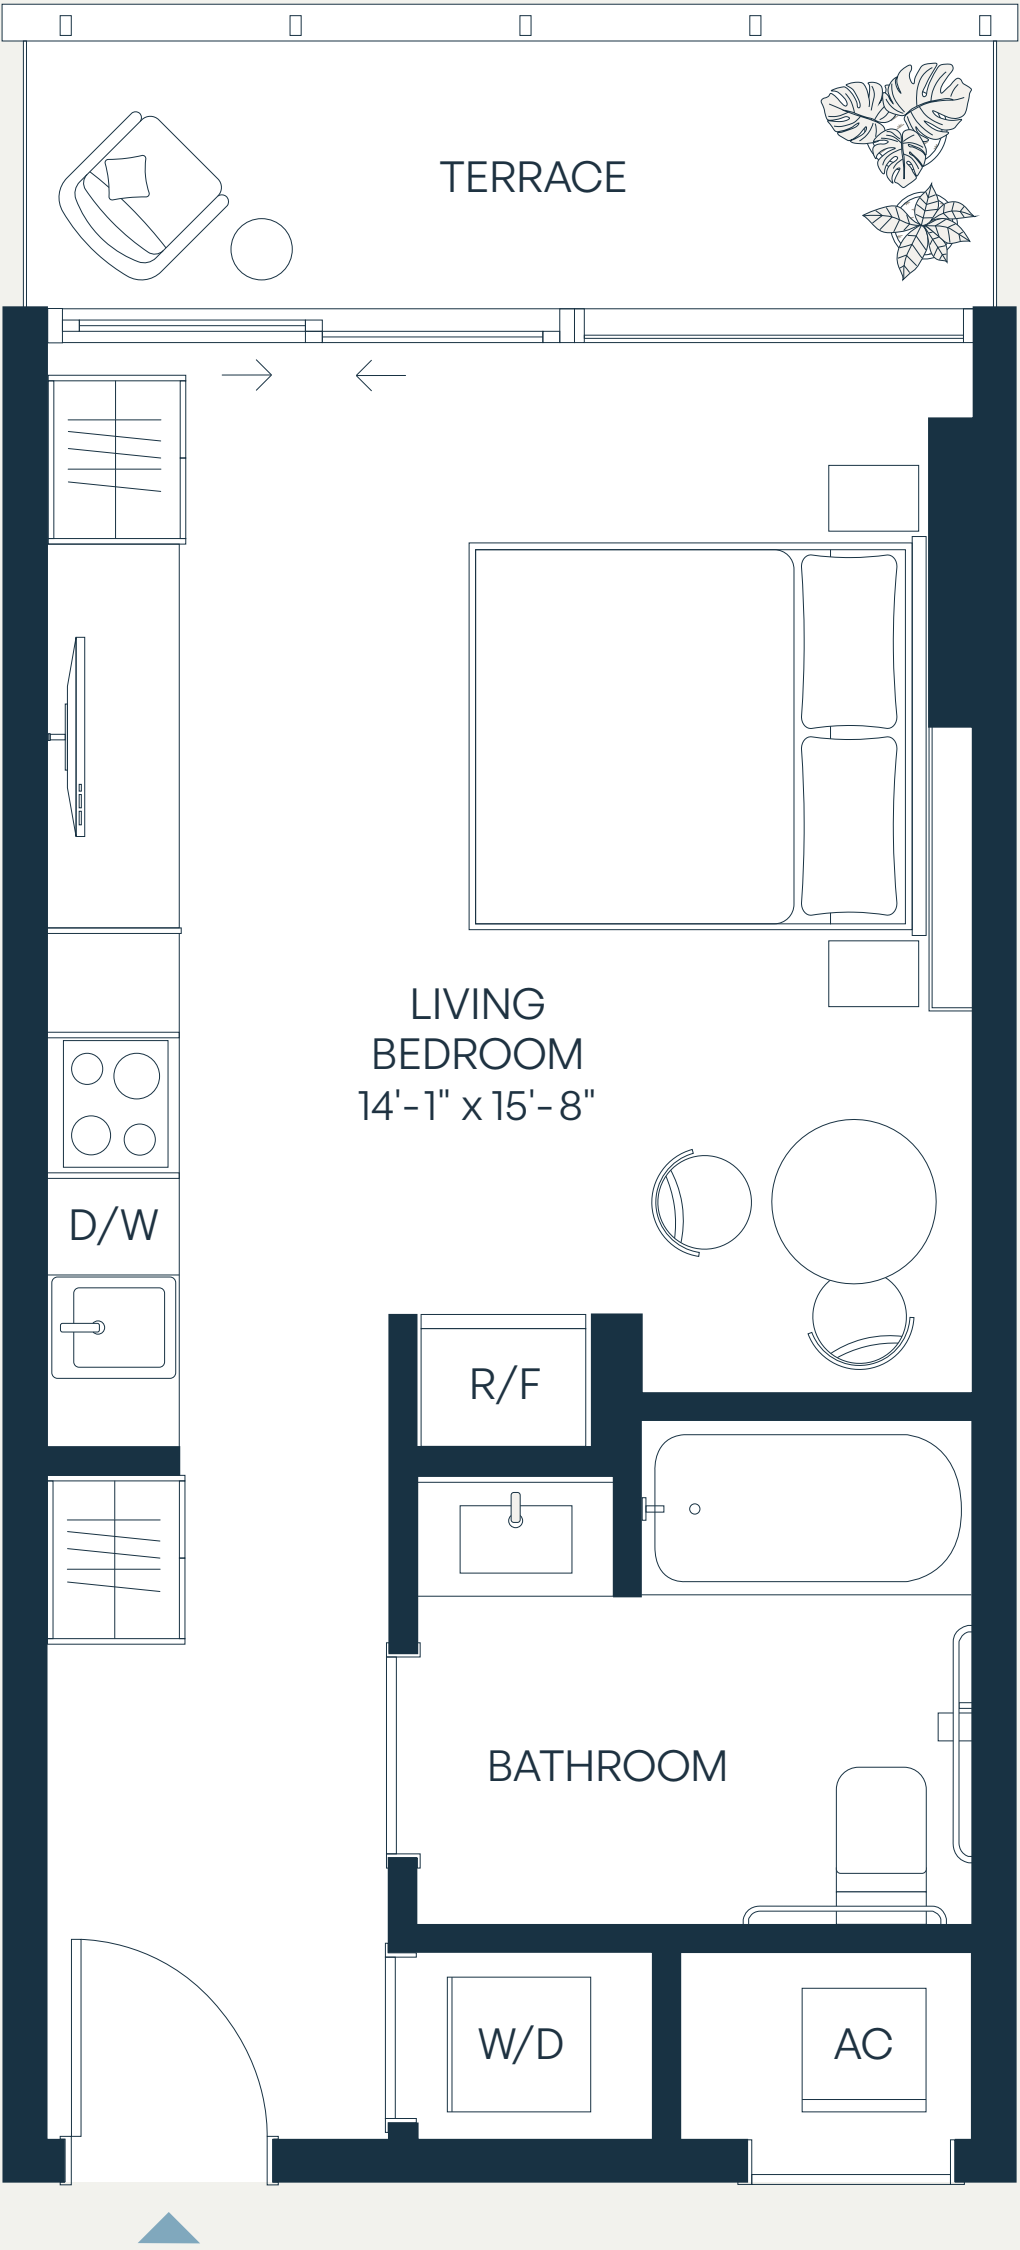 TERRACE
LIVING
BEDROOM
14'-1" x 15'-8"
D/W
R/F
BATHROOM
W/D
AC